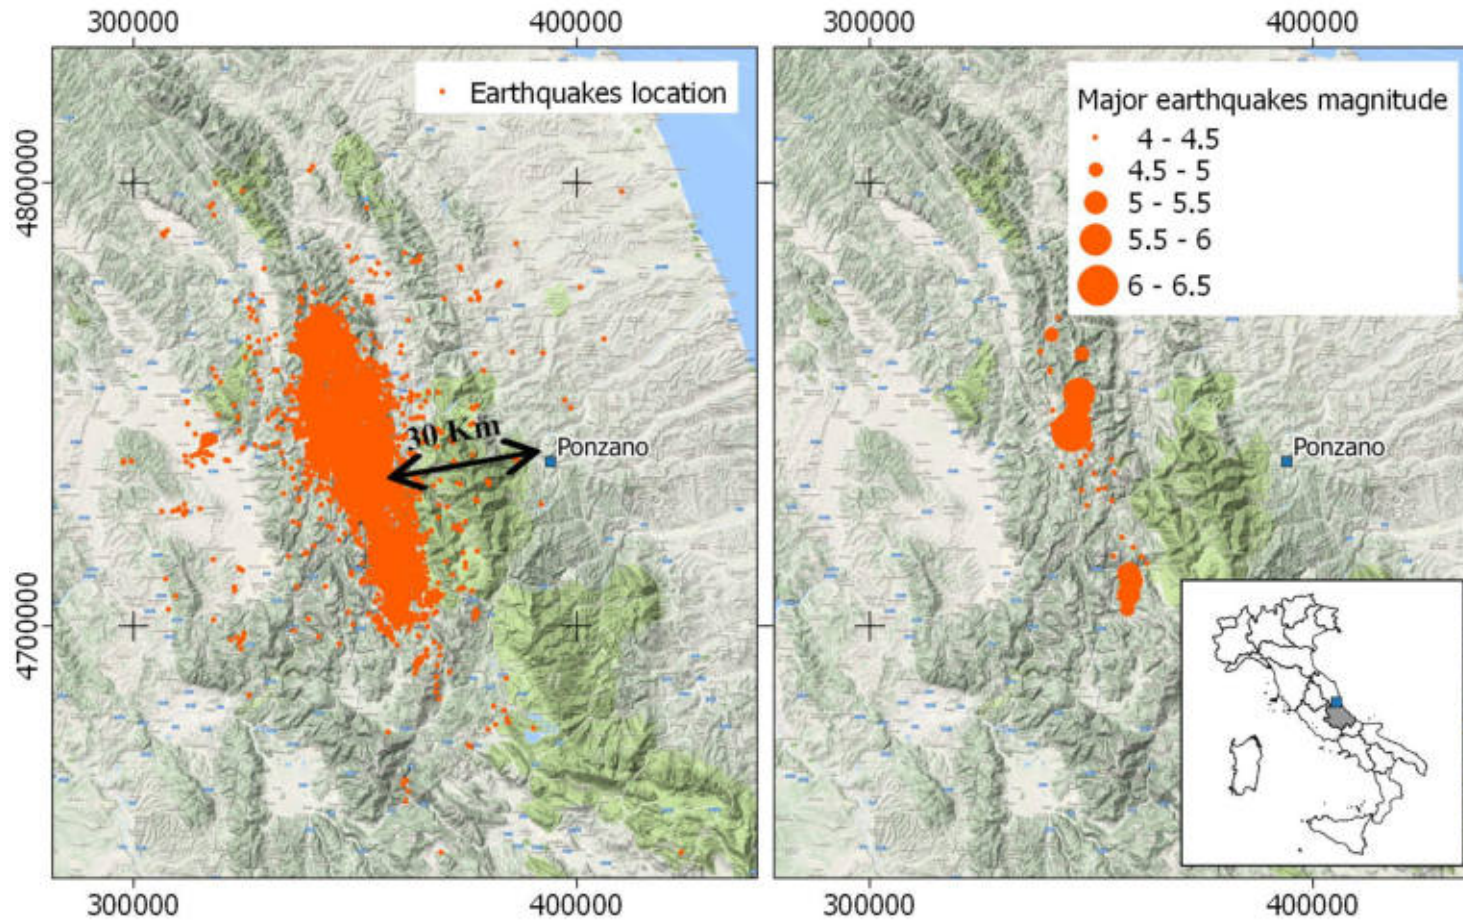 300000 400000 300000 400000
Earthquakes location
Major earthquakes magnitude
4 - 4.5
4.5 - 5
5 - 5.5
5.5 - 6
6 - 6.5
4800000
30 Km
Ponzano
Ponzano
4700000
300000 400000 300000 400000